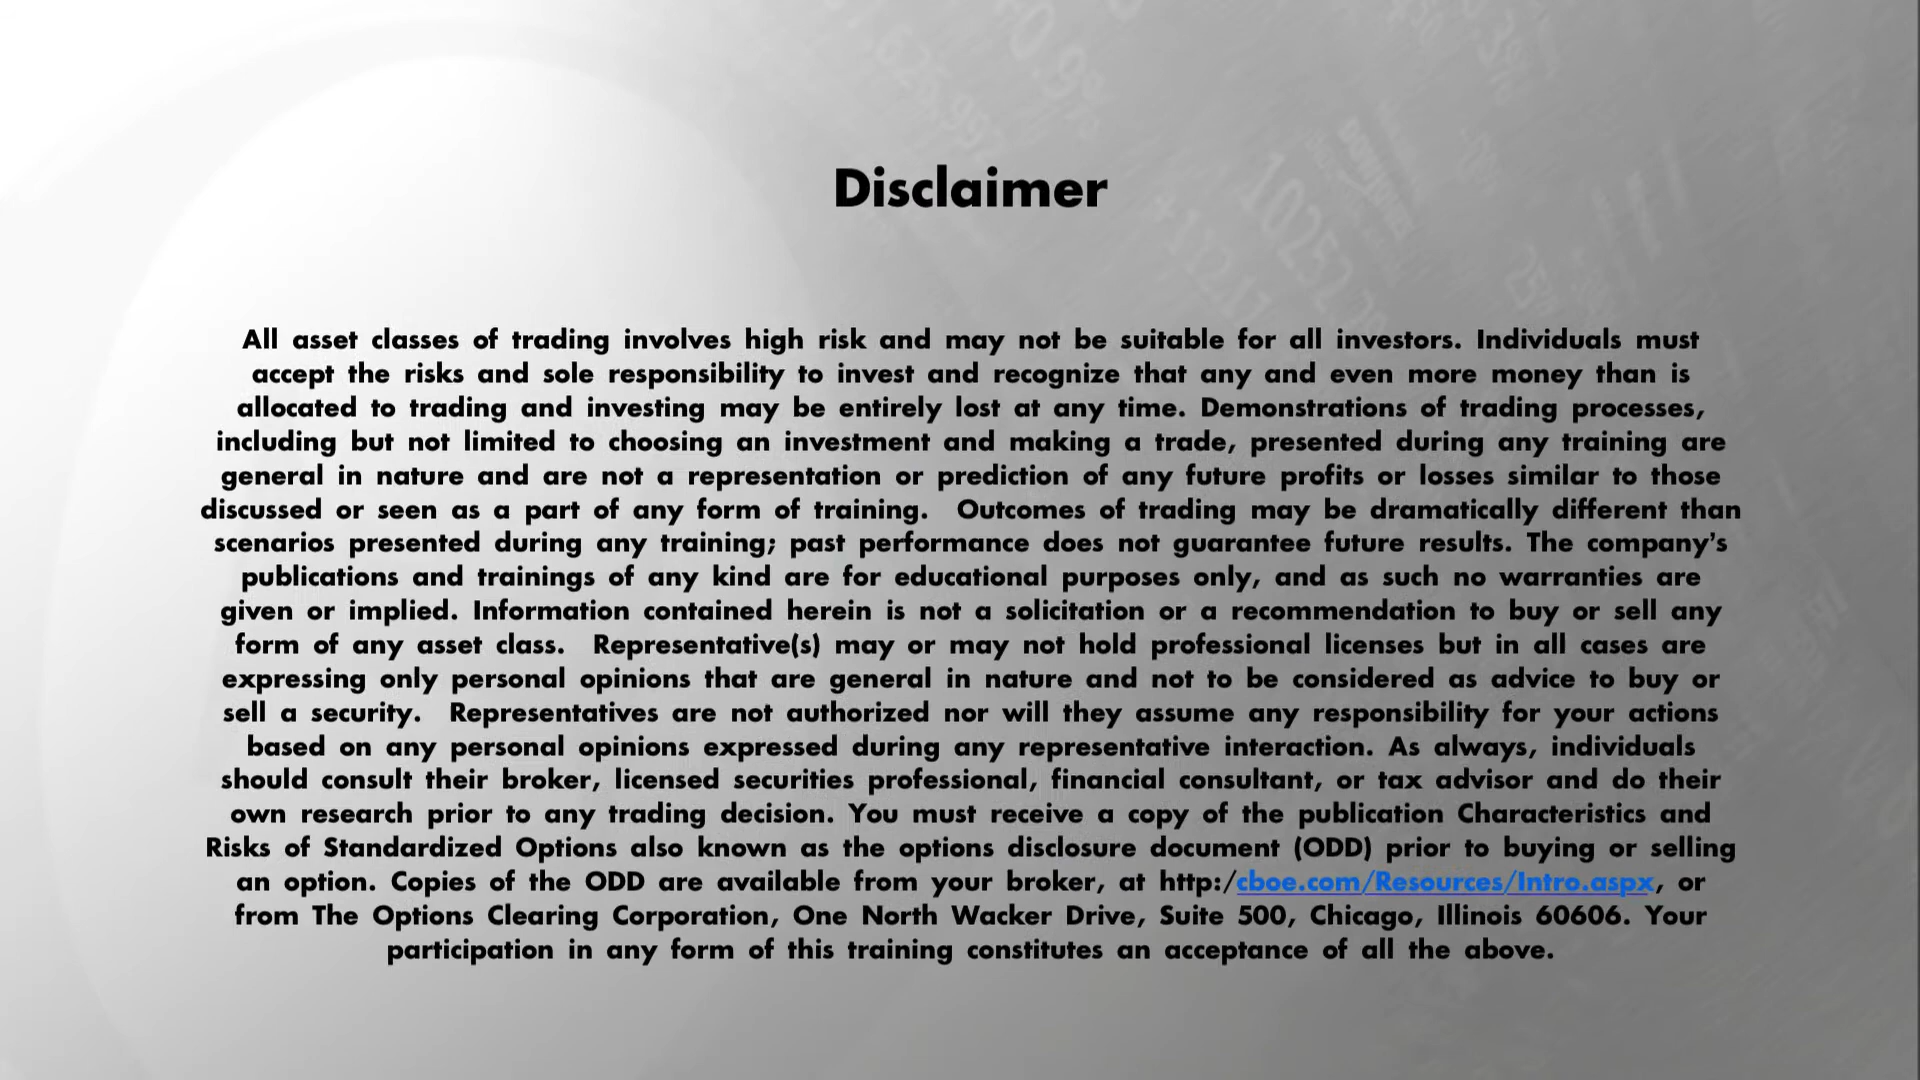 Disclaimer
All asset classes of trading involves high risk and may not be suitable for all investors. Individuals must
accept the risks and sole responsibility to invest and recognize that any and even more money than is
allocated to trading and investing may be entirely lost at any time. Demonstrations of trading processes,
including but not limited to choosing an investment and making a trade, presented during any training are
general in nature and are not a representation or prediction of any future profits or losses similar to those
discussed or seen as a part of any form of training. Outcomes of trading may be dramatically different than
scenarios presented during any training; past performance does not guarantee future results. The company's
publications and trainings of any kind are for educational purposes only, and as such no warranties are
given or implied. Information contained herein is not a solicitation or a recommendation to buy or sell any
form of any asset class. Representative(s) may or may not hold professional licenses but in all cases are
expressing only personal opinions that are general in nature and not to be considered as advice to buy or
sell a security. Representatives are not authorized nor will they assume any responsibility for your actions
based on any personal opinions expressed during any representative interaction. As always, individuals
should consult their broker, licensed securities professional, financial consultant, or tax advisor and do their
own research prior to any trading decision. You must receive a copy of the publication Characteristics and
Risks of Standardized Options also known as the options disclosure document (ODD) prior to buying or selling
an option. Copies of the ODD are available from your broker, at http:/cboe.com/Resources/Intro.aspx, or
from The Options Clearing Corporation, One North Wacker Drive, Suite 500, Chicago, Illinois 60606. Your
participation in any form of this training constitutes an acceptance of all the above.